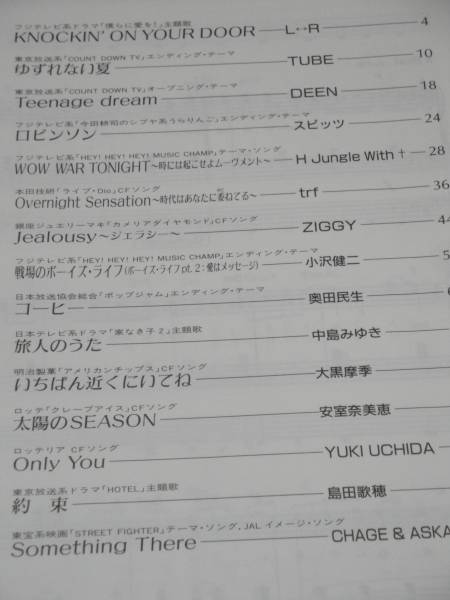 フジテレビ系ドラマ「僕らに愛を!」主題歌
KNOCKIN' ON YOUR DOOR L↔R 4
東京放送系「COUNT DOWN TV」エンディング・テーマ
ゆずれない夏 TUBE 10
東京放送系「COUNT DOWN TV」オープニング・テーマ
Teenage dream DEEN 18
フジテレビ系「今田耕司のシブヤ系うらりんご」エンディング・テーマ
ロビンソン スピッツ 24
フジテレビ系「HEY! HEY! HEY! MUSIC CHAMP」テーマ・ソング
WOW WAR TONIGHT〜時には起こせよムーヴメント〜 H Jungle With † 28
本田技研「ライブ・Dio」CFソング
Overnight Sensation〜時代はあなたに委ねてる〜 trf 36
銀座ジュエリーマキ「カメリアダイヤモンド」CFソング
Jealousy〜ジェラシー〜 ZIGGY 44
フジテレビ系「HEY! HEY! HEY! MUSIC CHAMP」エンディング・テーマ
戦場のボーイズ・ライフ(ボーイズ・ライフpt. 2:愛はメッセージ) 小沢健二 5
日本放送協会総合「ポップジャム」エンディング・テーマ
コーヒー 奥田民生
日本テレビ系ドラマ「家なき子2」主題歌
旅人のうた 中島みゆき
明治製菓「アメリカンチップス」CFソング
いちばん近くにいてね 大黒摩季
ロッテ「クレープアイス」CFソング
太陽のSEASON 安室奈美恵
ロッテリア CFソング
Only You YUKI UCHIDA
東京放送系ドラマ「HOTEL」主題歌
約束 島田歌穂
東宝系映画「STREET FIGHTER」テーマ・ソング, JAL イメージ・ソング
Something There CHAGE & ASKA